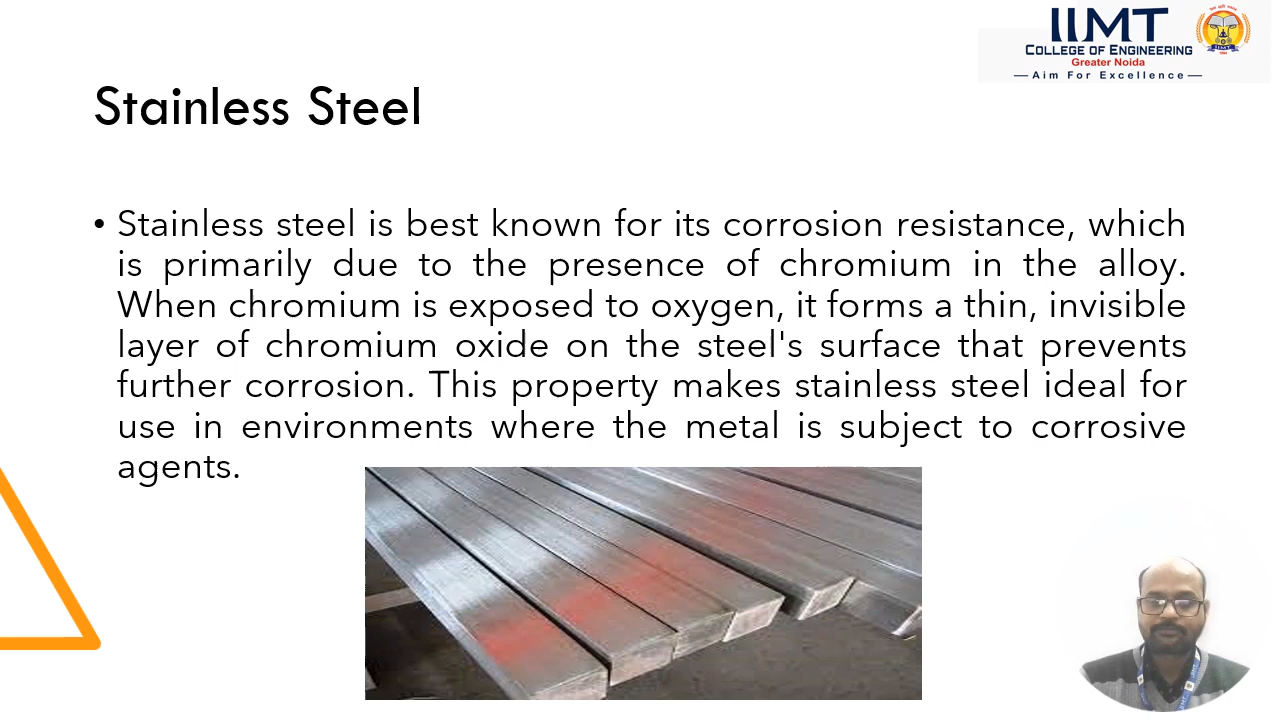 IIMT
COLLEGE OF ENGINEERING
Greater Noida
—Aim For Excellence—
Stainless Steel
• Stainless steel is best known for its corrosion resistance, which
is primarily due to the presence of chromium in the alloy.
When chromium is exposed to oxygen, it forms a thin, invisible
layer of chromium oxide on the steel's surface that prevents
further corrosion. This property makes stainless steel ideal for
use in environments where the metal is subject to corrosive
agents.